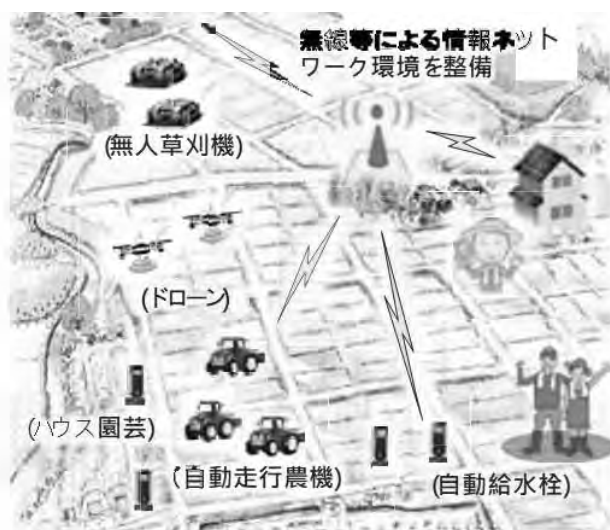 無線等による情報ネット
ワーク環境を整備
(無人草刈機)
(ドローン)
(ハウス園芸)
(自動走行農機)
(自動給水栓)